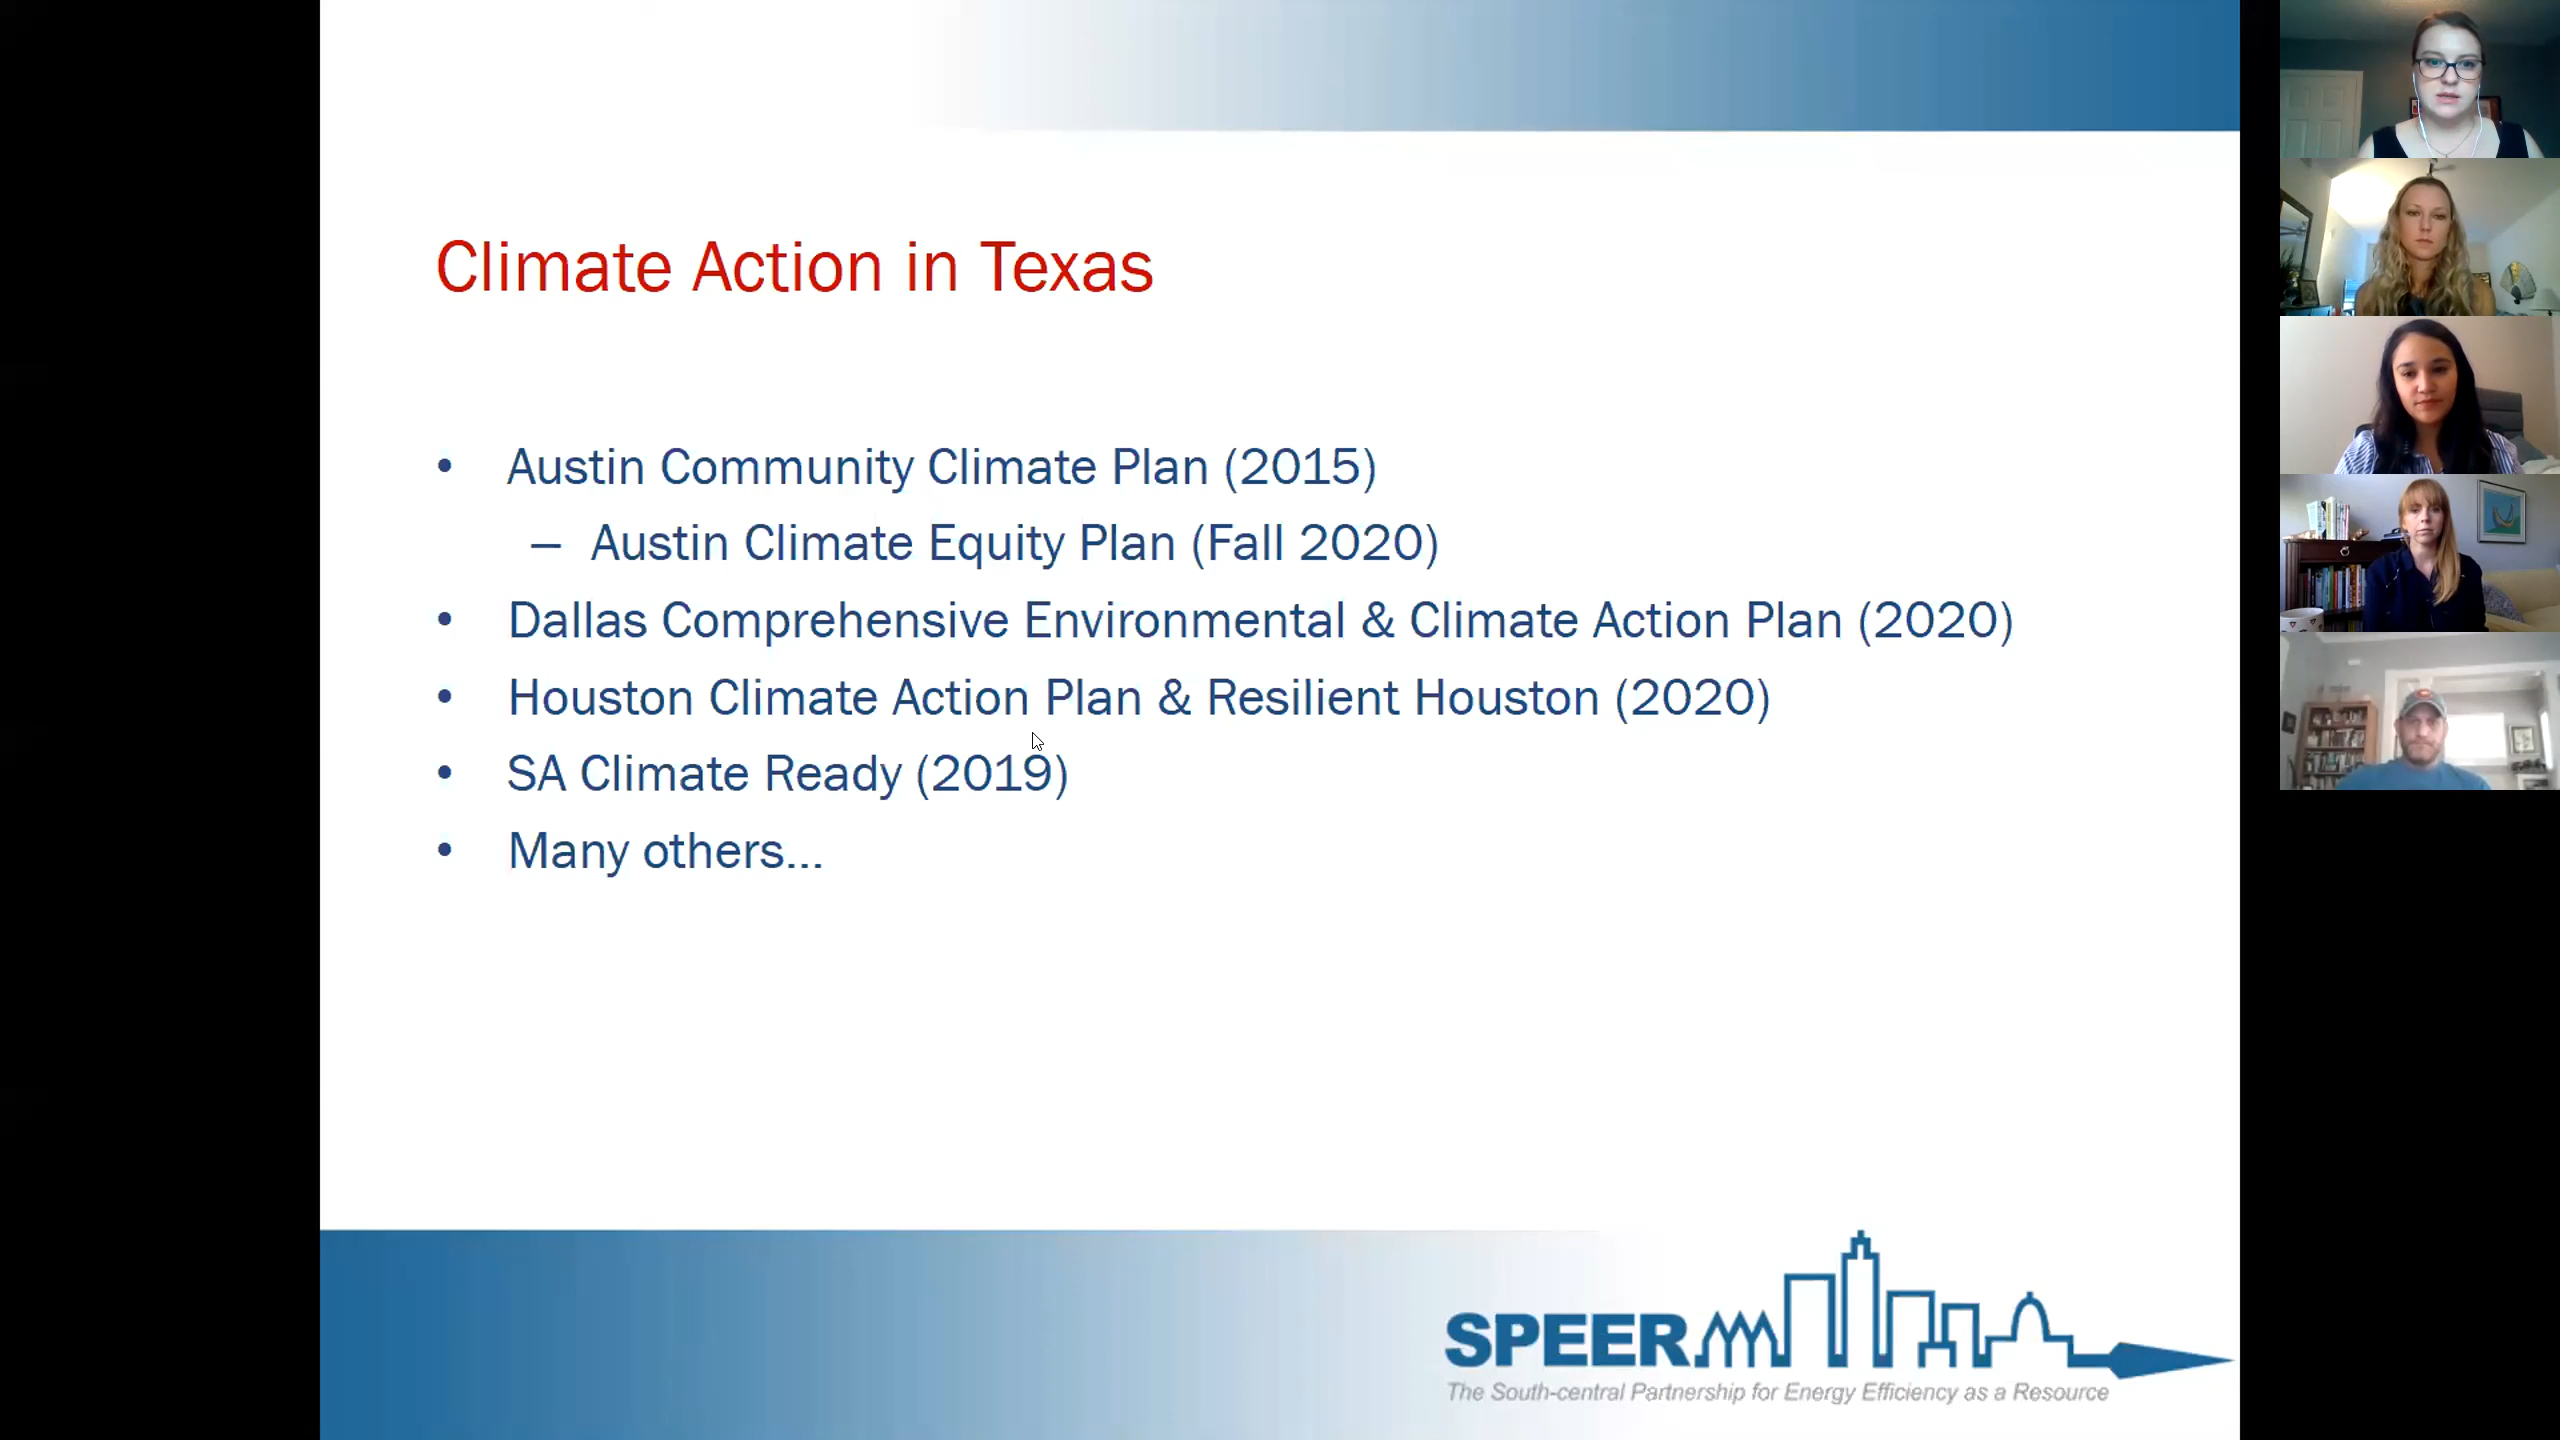 Climate Action in Texas
• Austin Community Climate Plan (2015)
– Austin Climate Equity Plan (Fall 2020)
• Dallas Comprehensive Environmental & Climate Action Plan (2020)
• Houston Climate Action Plan & Resilient Houston (2020)
• SA Climate Ready (2019)
• Many others...
SPEER
The South-central Partnership for Energy Efficiency as a Resource